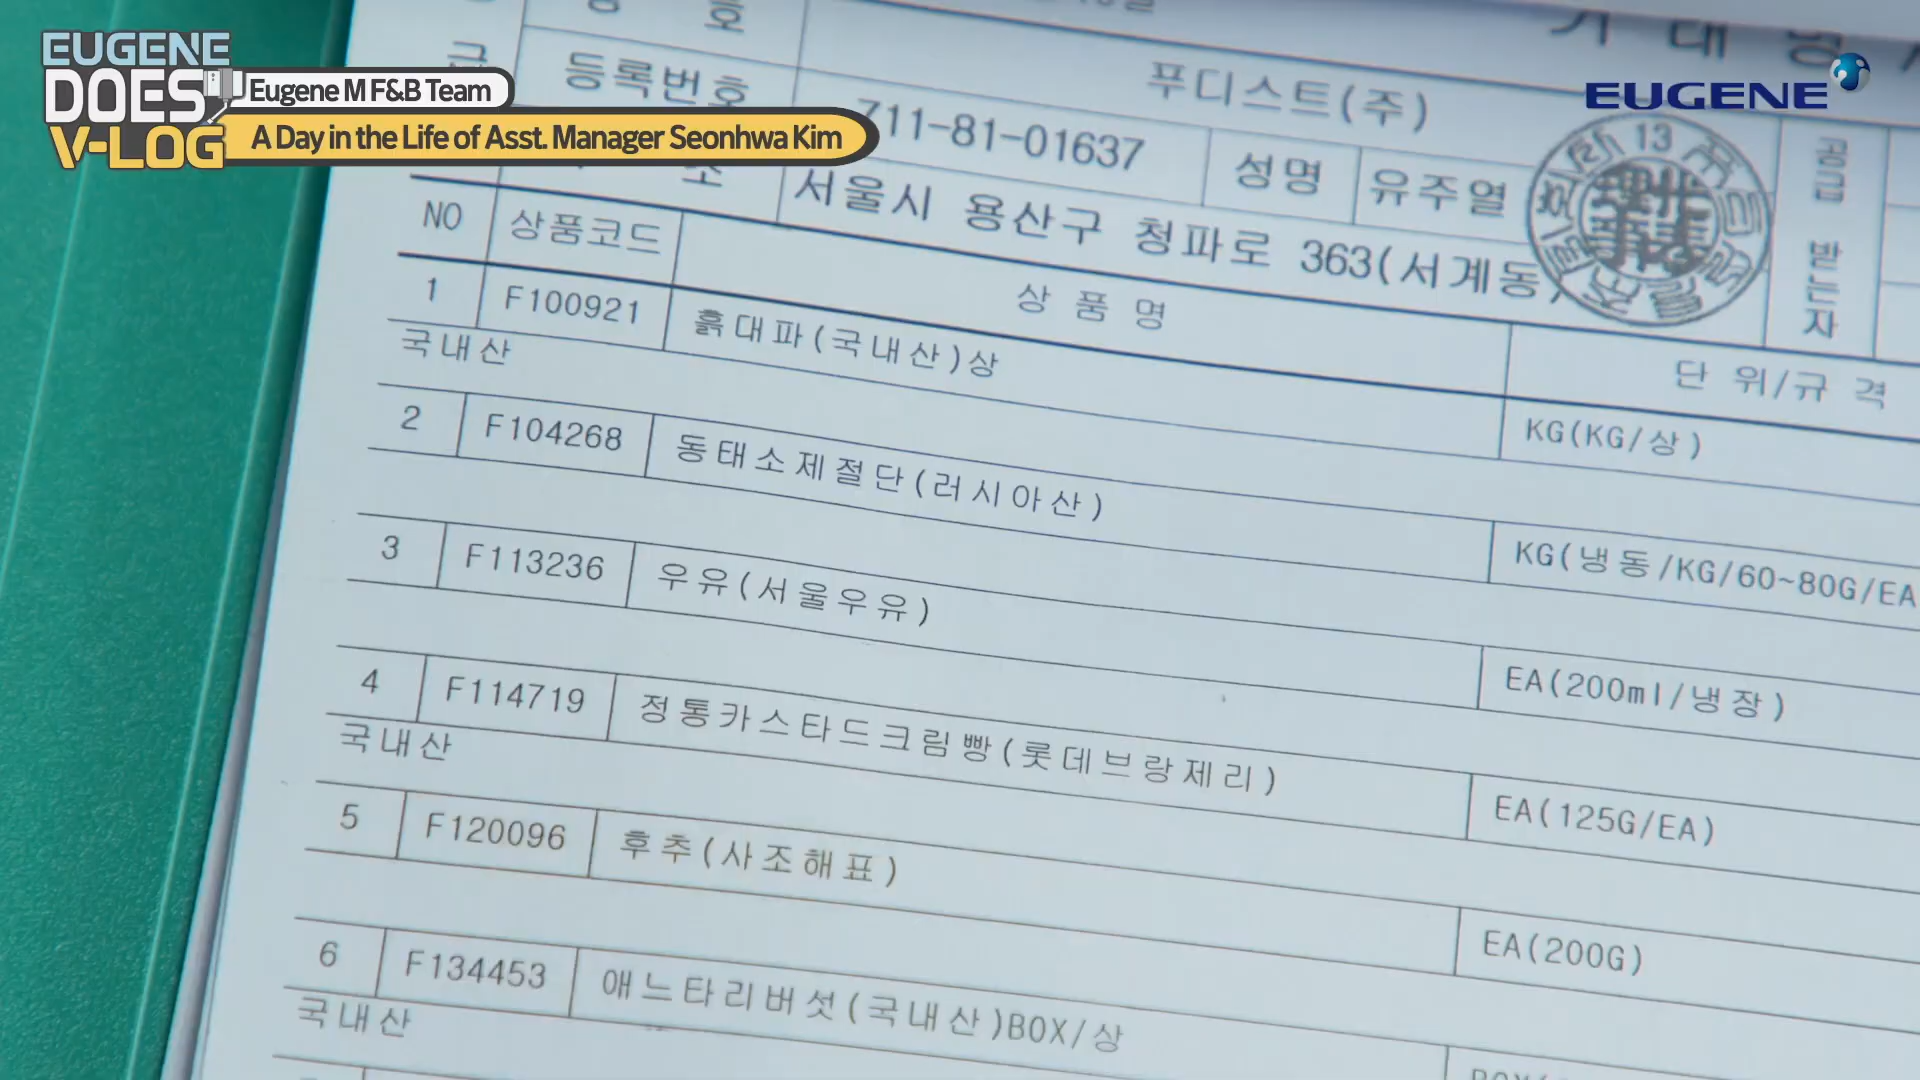 EUGENE
DOES
V-LOG
Eugene M F&B Team
A Day in the Life of Asst. Manager Seonhwa Kim
EUGENE
호
급
등록번호
푸디스트(주)
711-81-01637
성명
유주열
소
서울시 용산구 청파로 363(서계동)
공급 받는자
NO
상품코드
상 품 명
단 위/규 격
1 F100921 흙대파(국내산)상 KG(KG/상)
국내산
2 F104268 동태소제절단(러시아산) KG(냉동/KG/60~80G/EA
3 F113236 우유(서울우유) EA(200ml/냉장)
4 F114719 정통카스타드크림빵(롯데브랑제리) EA(125G/EA)
국내산
5 F120096 후추(사조해표) EA(200G)
6 F134453 애느타리버섯(국내산)BOX/상
국내산